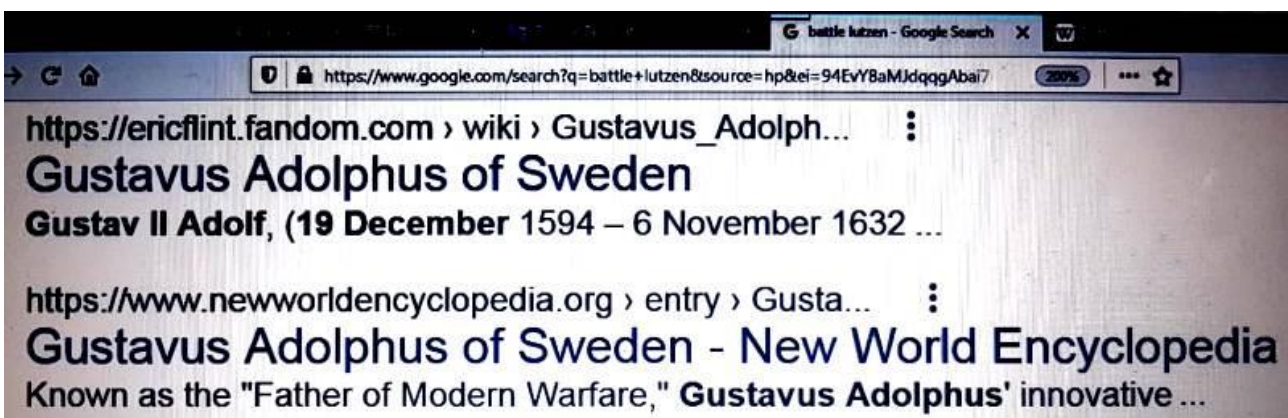 G battle lutzen - Google Search X W
https://www.google.com/search?q=battle+lutzen&source=hp&ei=94EvY8aMJdqqgAbai7 200% ...
https://ericflint.fandom.com › wiki › Gustavus_Adolph...
Gustavus Adolphus of Sweden
Gustav II Adolf, (19 December 1594 – 6 November 1632 ...
https://www.newworldencyclopedia.org › entry › Gusta...
Gustavus Adolphus of Sweden - New World Encyclopedia
Known as the "Father of Modern Warfare," Gustavus Adolphus' innovative ...